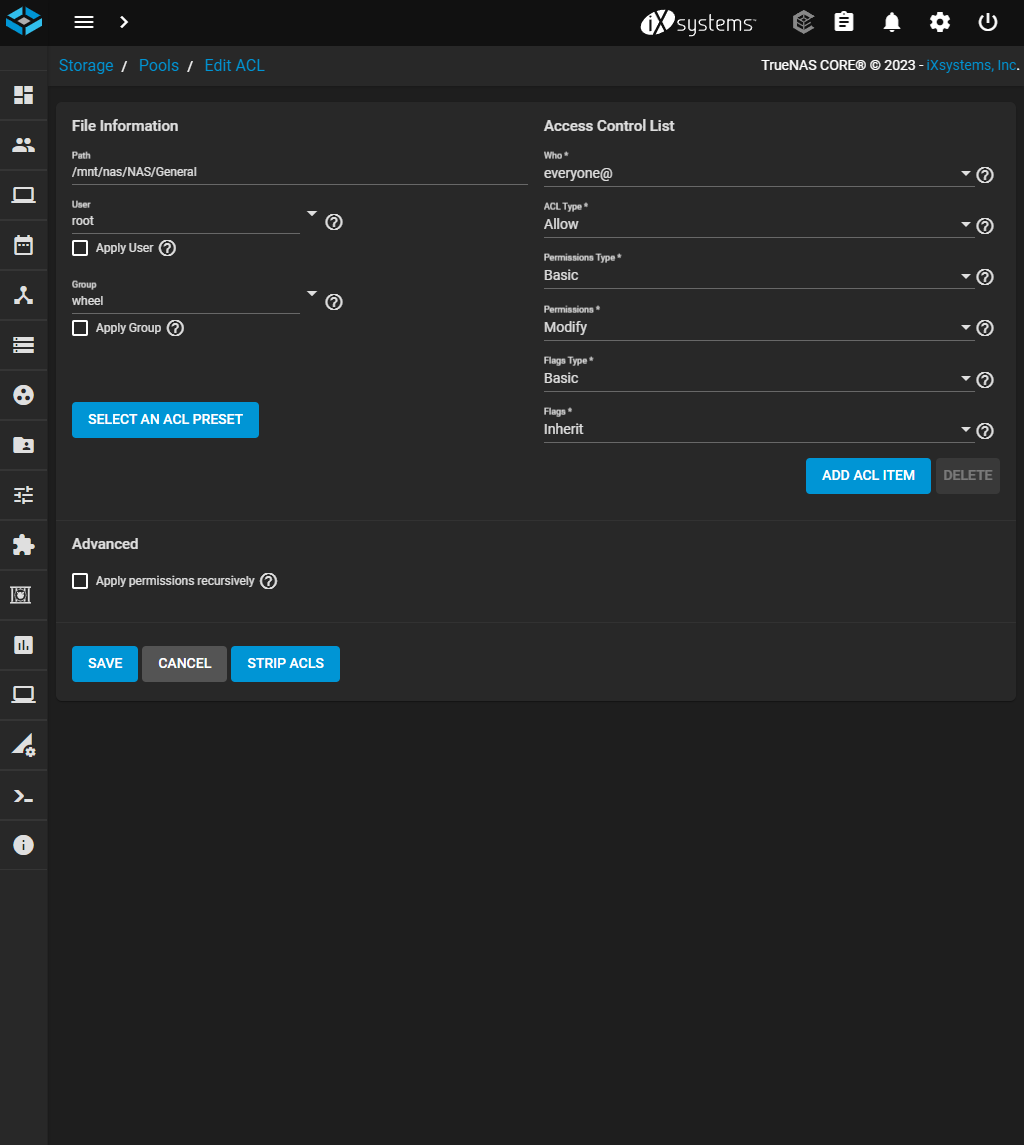 iXsystems™
Storage / Pools / Edit ACL
TrueNAS CORE® © 2023 - iXsystems, Inc.
File Information
Path
/mnt/nas/NAS/General
User
root
Apply User
Group
wheel
Apply Group
SELECT AN ACL PRESET
Access Control List
Who *
everyone@
ACL Type *
Allow
Permissions Type *
Basic
Permissions *
Modify
Flags Type *
Basic
Flags *
Inherit
ADD ACL ITEM
DELETE
Advanced
Apply permissions recursively
SAVE
CANCEL
STRIP ACLS